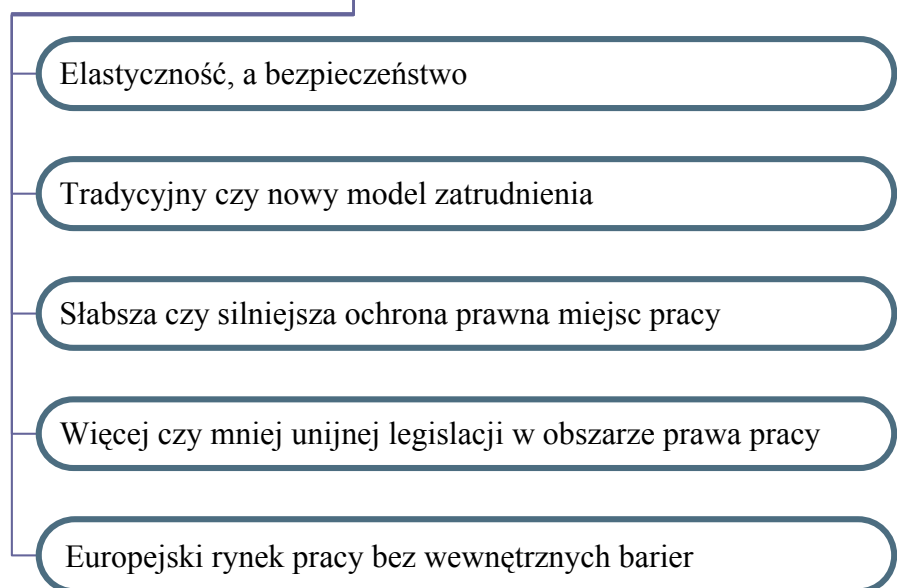 Elastyczność, a bezpieczeństwo
Tradycyjny czy nowy model zatrudnienia
Słabsza czy silniejsza ochrona prawna miejsc pracy
Więcej czy mniej unijnej legislacji w obszarze prawa pracy
Europejski rynek pracy bez wewnętrznych barier